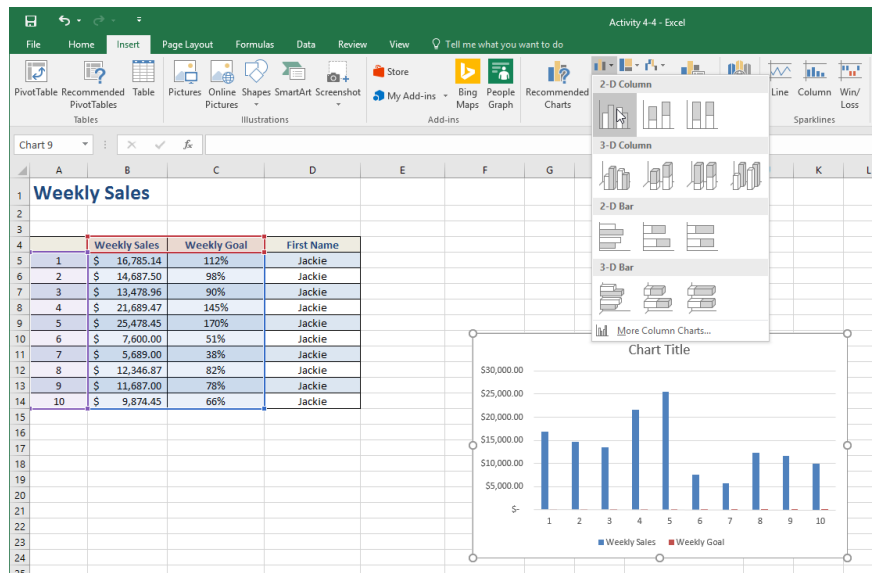 Activity 4-4 - Excel
File Home Insert Page Layout Formulas Data Review View Tell me what you want to do
PivotTable Recommended PivotTables Table
Tables
Pictures Online Pictures Shapes SmartArt Screenshot
Illustrations
Store
My Add-ins
Bing Maps People Graph
Add-ins
Recommended Charts
Line Column Win/Loss
Sparklines
2-D Column
3-D Column
2-D Bar
3-D Bar
More Column Charts...
Chart 9 fx
A B C D E F G K L
1 Weekly Sales
2
3
4 Weekly Sales Weekly Goal First Name
5 1 $ 16,785.14 112% Jackie
6 2 $ 14,687.50 98% Jackie
7 3 $ 13,478.96 90% Jackie
8 4 $ 21,689.47 145% Jackie
9 5 $ 25,478.45 170% Jackie
10 6 $ 7,600.00 51% Jackie
11 7 $ 5,689.00 38% Jackie
12 8 $ 12,346.87 82% Jackie
13 9 $ 11,687.00 78% Jackie
14 10 $ 9,874.45 66% Jackie
15
16
17
18
19
20
21
22
23
24
25
Chart Title
$30,000.00
$25,000.00
$20,000.00
$15,000.00
$10,000.00
$5,000.00
$-
1 2 3 4 5 6 7 8 9 10
Weekly Sales Weekly Goal